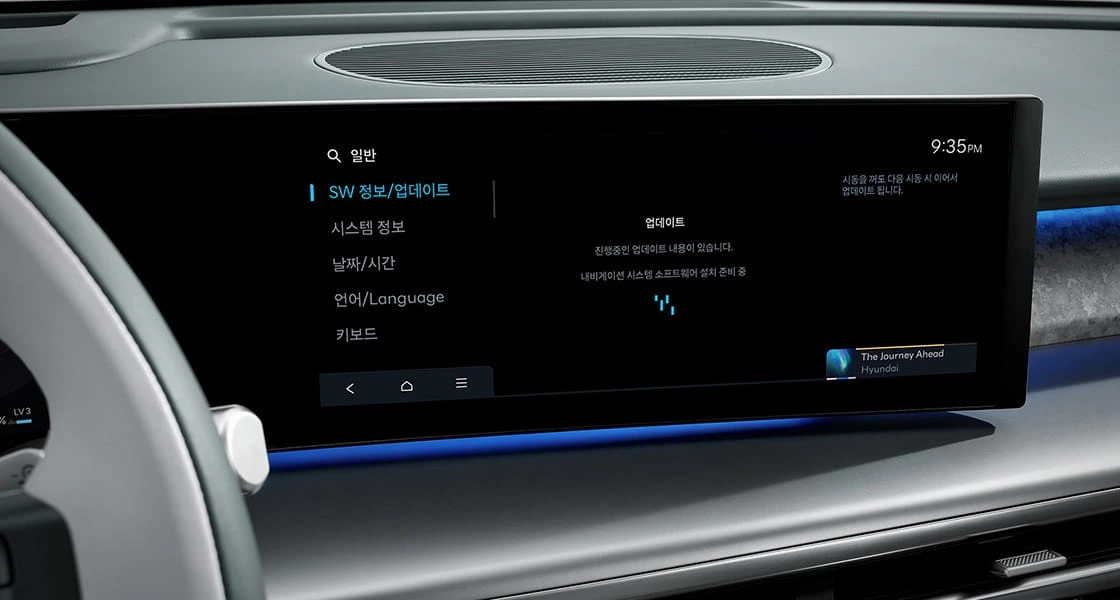 일반
9:35PM
SW 정보/업데이트
시스템 정보
날짜/시간
언어/Language
키보드
시동을 꺼도 다음 시동 시 이어서
업데이트 됩니다.
업데이트
진행중인 업데이트 내용이 있습니다.
내비게이션 시스템 소프트웨어 설치 준비 중
The Journey Ahead
Hyundai
LV 3
%